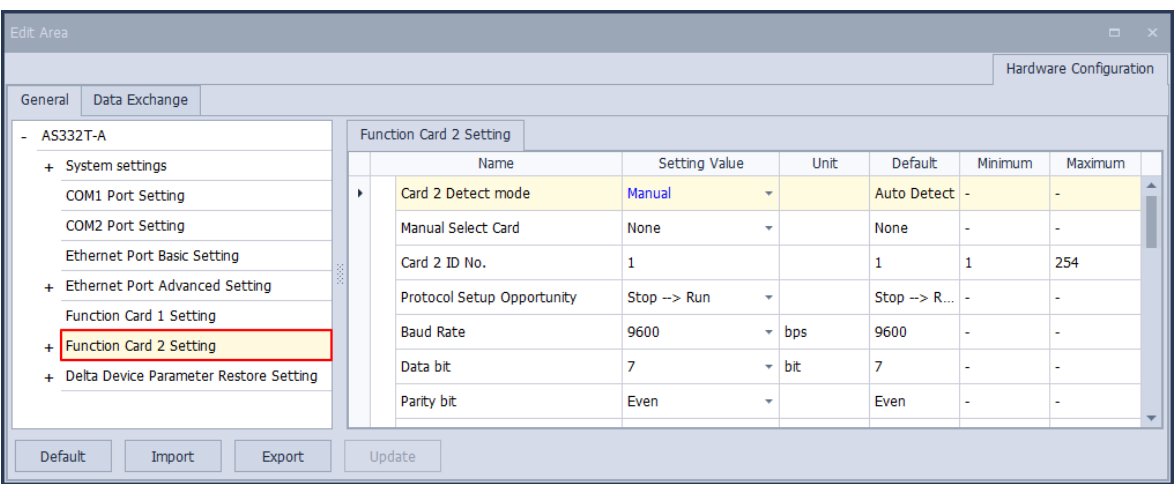 Edit Area
Hardware Configuration
General Data Exchange
- AS332T-A
+ System settings
COM1 Port Setting
COM2 Port Setting
Ethernet Port Basic Setting
+ Ethernet Port Advanced Setting
Function Card 1 Setting
+ Function Card 2 Setting
+ Delta Device Parameter Restore Setting
Function Card 2 Setting
Name Setting Value Unit Default Minimum Maximum
Card 2 Detect mode Manual Auto Detect - -
Manual Select Card None None - -
Card 2 ID No. 1 1 1 254
Protocol Setup Opportunity Stop --> Run Stop --> R... - -
Baud Rate 9600 bps 9600 - -
Data bit 7 bit 7 - -
Parity bit Even Even - -
Default Import Export Update